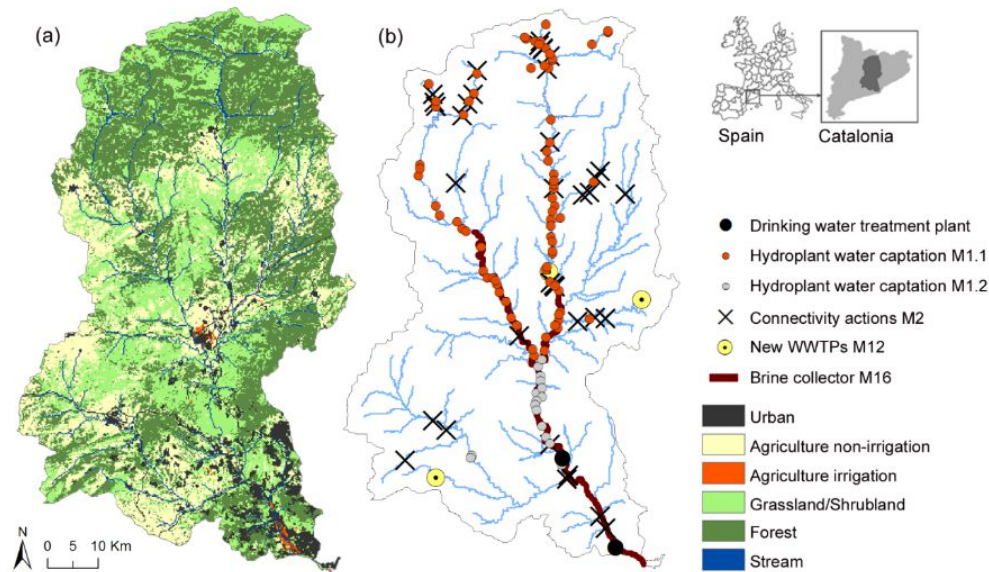 (a)
(b)
Spain
Catalonia
Drinking water treatment plant
Hydroplant water captation M1.1
Hydroplant water captation M1.2
Connectivity actions M2
New WWTPs M12
Brine collector M16
Urban
Agriculture non-irrigation
Agriculture irrigation
Grassland/Shrubland
Forest
Stream
N
0 5 10 Km